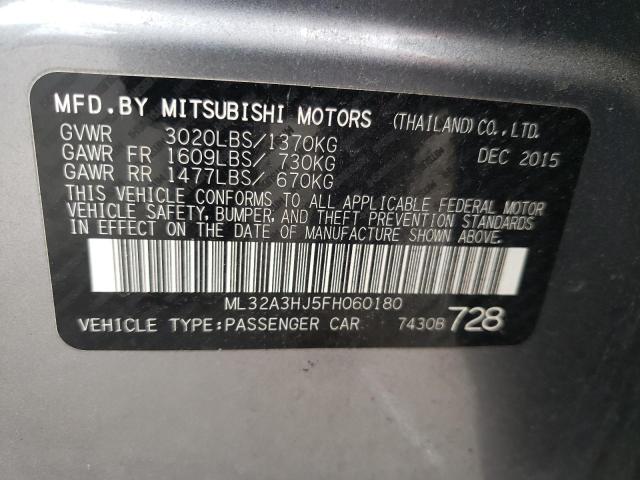 MFD.BY MITSUBISHI MOTORS (THAILAND)CO.,LTD.
GVWR 3020LBS/1370KG
GAWR FR 1609LBS/ 730KG DEC 2015
GAWR RR 1477LBS/ 670KG
THIS VEHICLE CONFORMS TO ALL APPLICABLE FEDERAL MOTOR
VEHICLE SAFETY, BUMPER, AND THEFT PREVENTION STANDARDS
IN EFFECT ON THE DATE OF MANUFACTURE SHOWN ABOVE.
ML32A3HJ5FH060180
VEHICLE TYPE:PASSENGER CAR 7430B 728